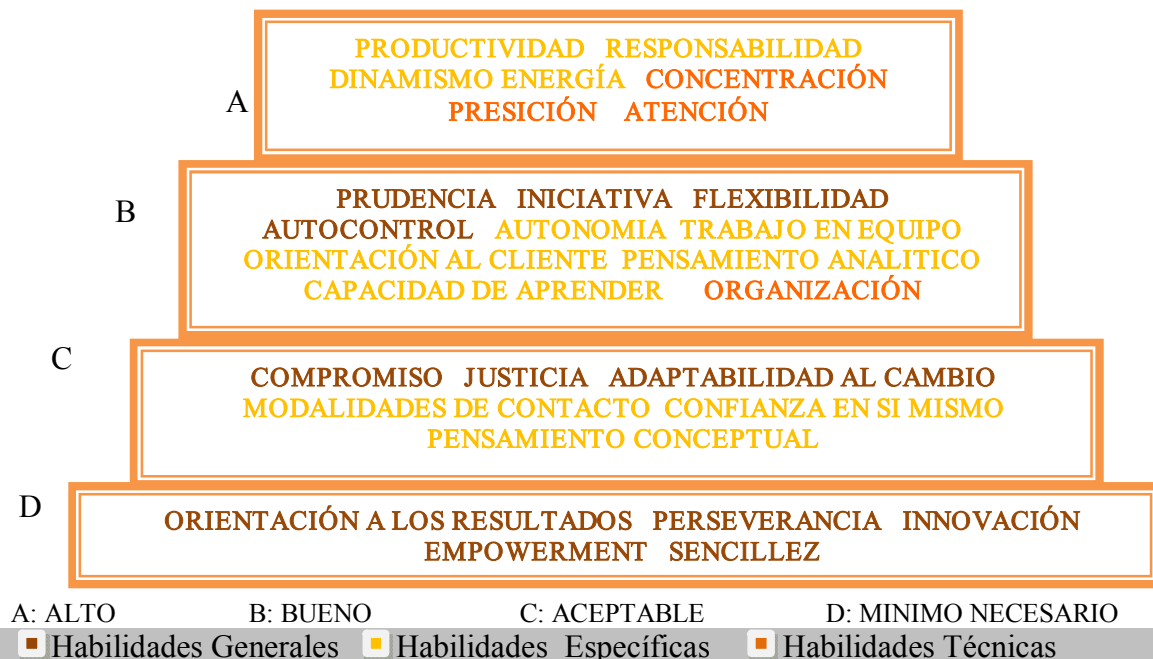 PRODUCTIVIDAD RESPONSABILIDAD
DINAMISMO ENERGÍA CONCENTRACIÓN
PRESICIÓN ATENCIÓN
A
PRUDENCIA INICIATIVA FLEXIBILIDAD
AUTOCONTROL AUTONOMIA TRABAJO EN EQUIPO
ORIENTACIÓN AL CLIENTE PENSAMIENTO ANALITICO
CAPACIDAD DE APRENDER ORGANIZACIÓN
B
C
COMPROMISO JUSTICIA ADAPTABILIDAD AL CAMBIO
MODALIDADES DE CONTACTO CONFIANZA EN SI MISMO
PENSAMIENTO CONCEPTUAL
D
ORIENTACIÓN A LOS RESULTADOS PERSEVERANCIA INNOVACIÓN
EMPOWERMENT SENCILLEZ
A: ALTO B: BUENO C: ACEPTABLE D: MINIMO NECESARIO
Habilidades Generales Habilidades Específicas Habilidades Técnicas